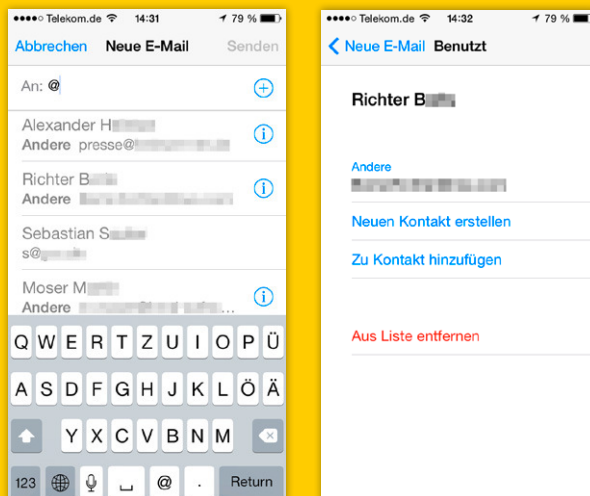 Telekom.de 14:31 79 %
Abbrechen Neue E-Mail Senden
An: @
Alexander H
Andere presse@
Richter B
Andere
Sebastian S
s@
Moser M
Andere ...
Q W E R T Z U I O P Ü
A S D F G H J K L Ö Ä
Y X C V B N M
123 @ . Return
Telekom.de 14:32 79 %
Neue E-Mail Benutzt
Richter B
Andere
Neuen Kontakt erstellen
Zu Kontakt hinzufügen
Aus Liste entfernen